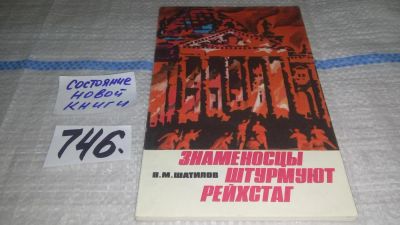 СОСТОЯНИЕ
НОВОЙ
КНИГИ
746.
ЗНАМЕНОСЦЫ
В.М.ШАТИЛОВ ШТУРМУЮТ
РЕЙХСТАГ